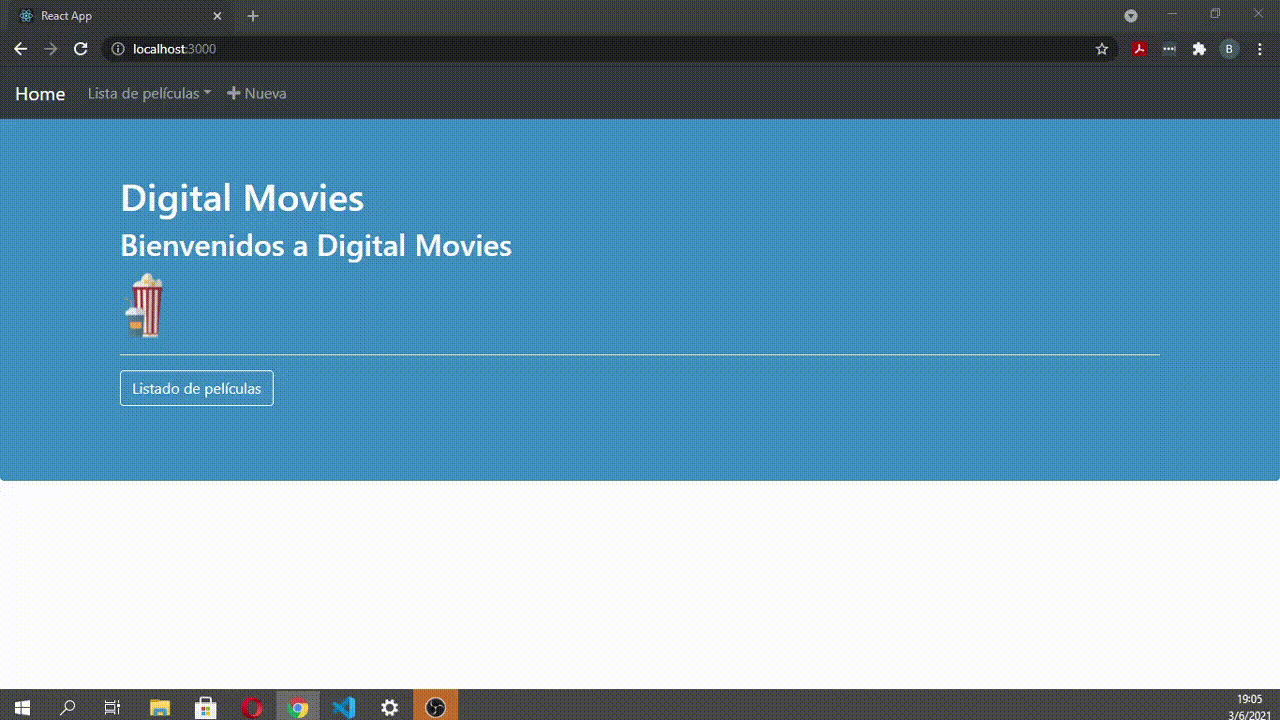 React App
localhost:3000
B
Home Lista de películas Nueva
Digital Movies
Bienvenidos a Digital Movies
Listado de películas
19:05
3/6/2021